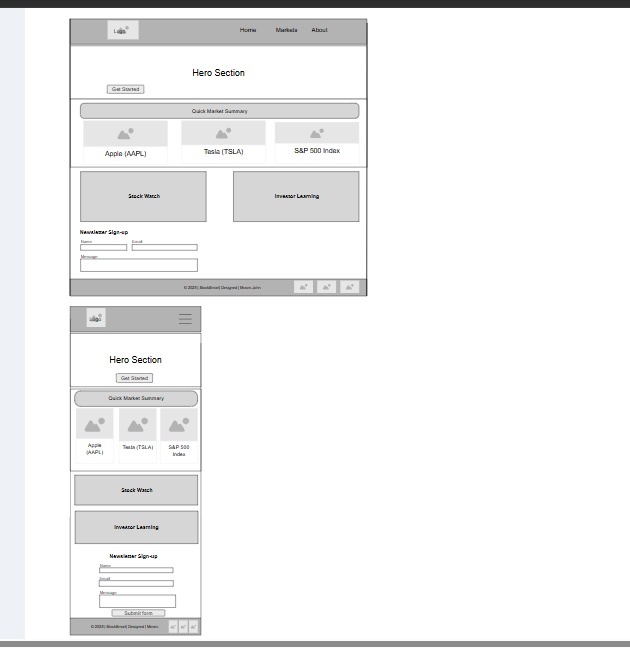 Logo
Home Markets About
Hero Section
Get Started
Quick Market Summary
Apple (AAPL) Tesla (TSLA) S&P 500 Index
Stock Watch Investor Learning
Newsletter Sign-up
Name Email
Message
© 2025 | StockSmart | Designed |
Logo
Hero Section
Get Started
Quick Market Summary
Apple (AAPL) Tesla (TSLA) S&P 500 Index
Stock Watch
Investor Learning
Newsletter Sign-up
Name
Email
Message
Submit form
© 2025 | StockSmart | Designed |